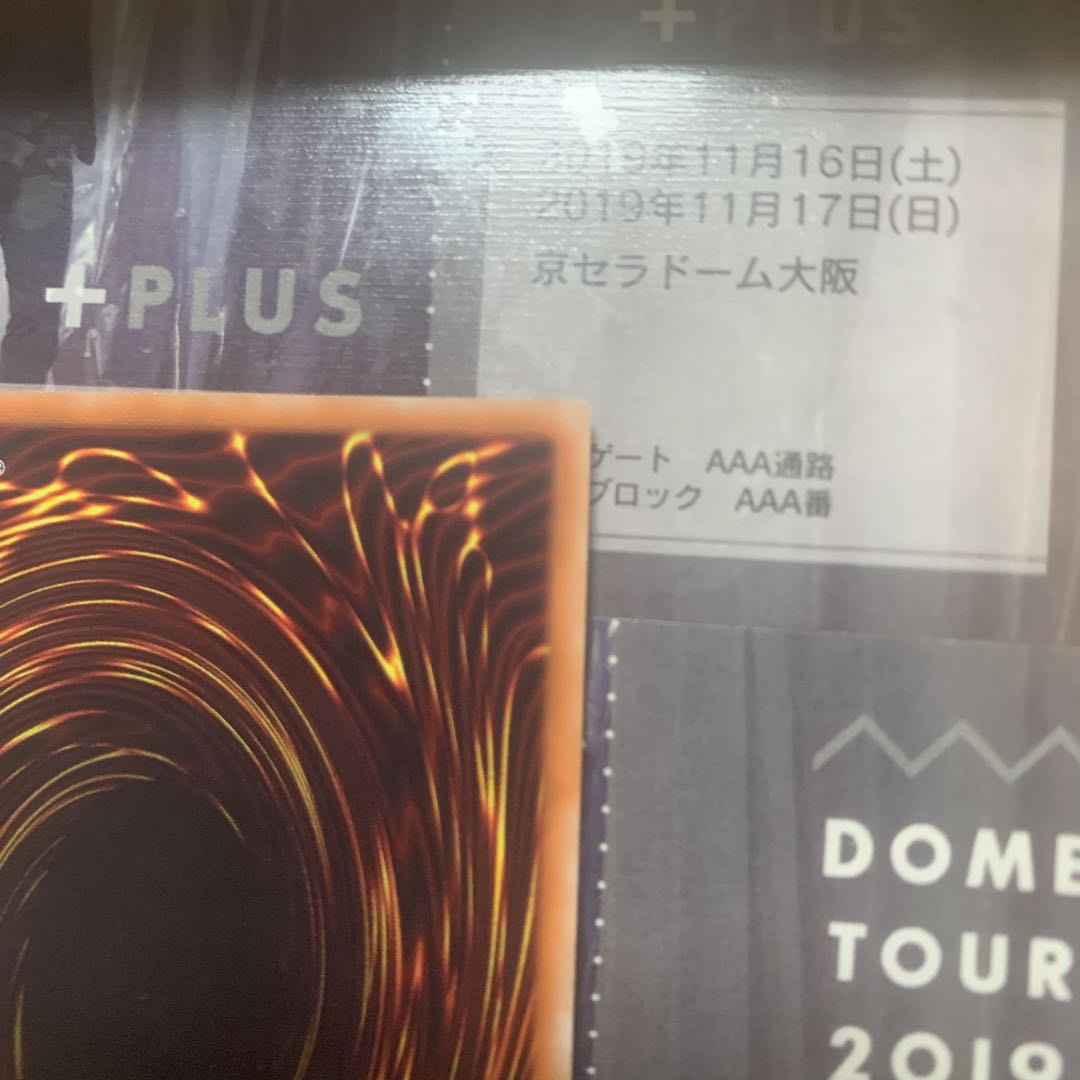 +PLUS
2019年11月16日(土)
2019年11月17日(日)
京セラドーム大阪
+PLUS
ゲート AAA通路
ブロック AAA番
®
DOME
TOUR
2019